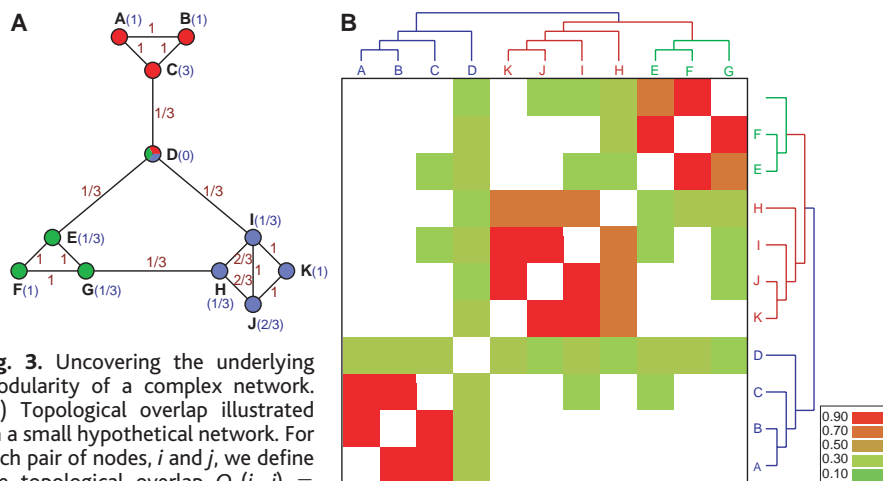 A
A(1)
B(1)
1
1
1
C(3)
1/3
D(0)
1/3
1/3
E(1/3)
I(1/3)
1
1
2/3
1
1
F(1)
1
G(1/3)
1/3
H
(1/3)
2/3
K(1)
1
J(2/3)
g. 3. Uncovering the underlying
odularity of a complex network.
) Topological overlap illustrated
a small hypothetical network. For
ch pair of nodes, i and j, we define
B
A B C D K J I H E F G
F
E
H
I
J
K
D
C
B
A
0.90
0.70
0.50
0.30
0.10